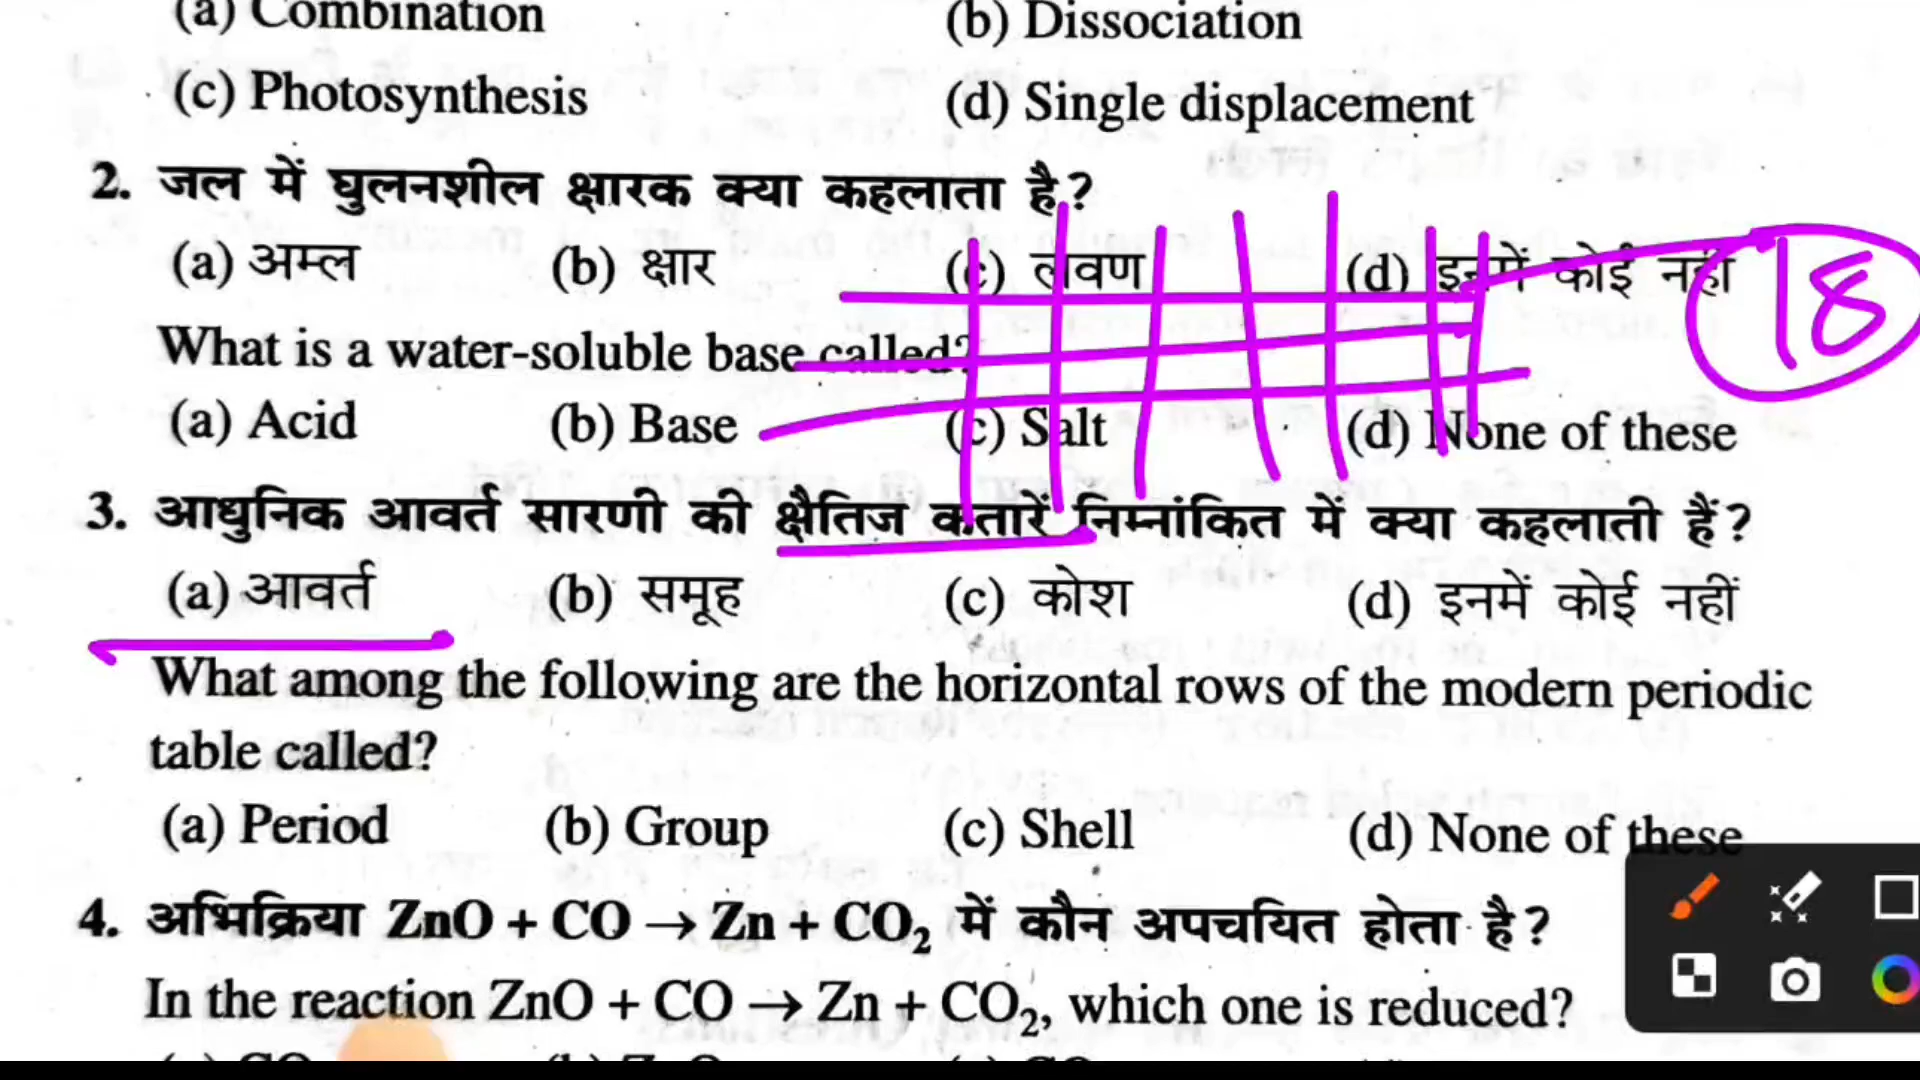 (a) Combination (b) Dissociation
(c) Photosynthesis (d) Single displacement
2. जल में घुलनशील क्षारक क्या कहलाता है?
(a) अम्ल (b) क्षार (c) लवण (d) इनमें कोई नहीं
18
What is a water-soluble base called?
(a) Acid (b) Base (c) Salt (d) None of these
3. आधुनिक आवर्त सारणी की क्षैतिज कतारें निम्नांकित में क्या कहलाती हैं?
(a) आवर्त (b) समूह (c) कोश (d) इनमें कोई नहीं
What among the following are the horizontal rows of the modern periodic
table called?
(a) Period (b) Group (c) Shell (d) None of these
4. अभिक्रिया ZnO + CO → Zn + CO₂ में कौन अपचयित होता है?
In the reaction ZnO + CO → Zn + CO₂, which one is reduced?